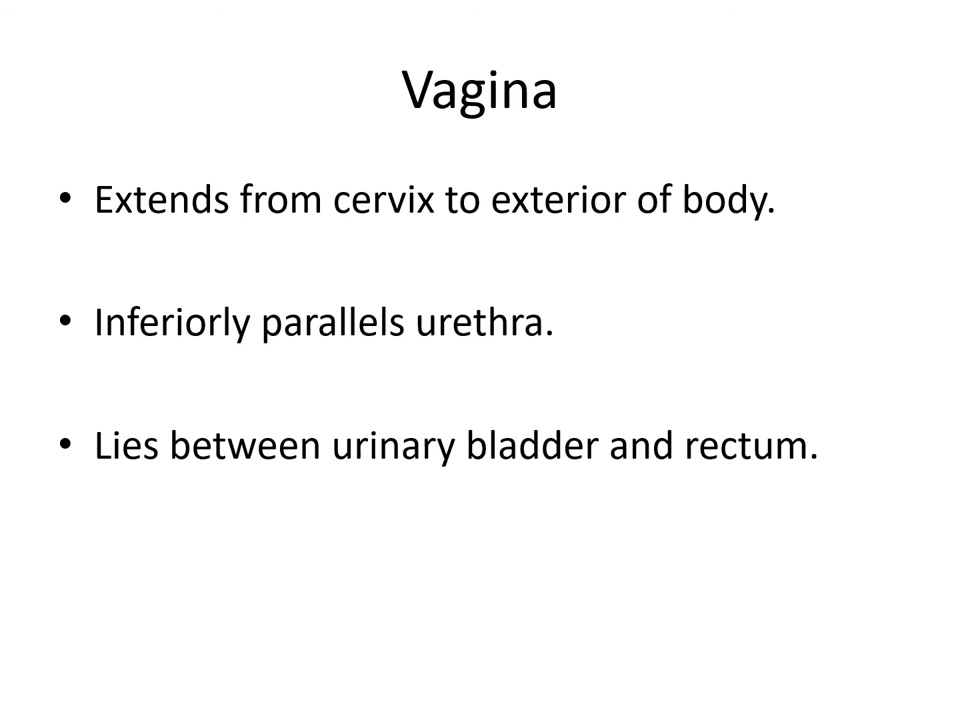 Vagina
• Extends from cervix to exterior of body.
• Inferiorly parallels urethra.
• Lies between urinary bladder and rectum.